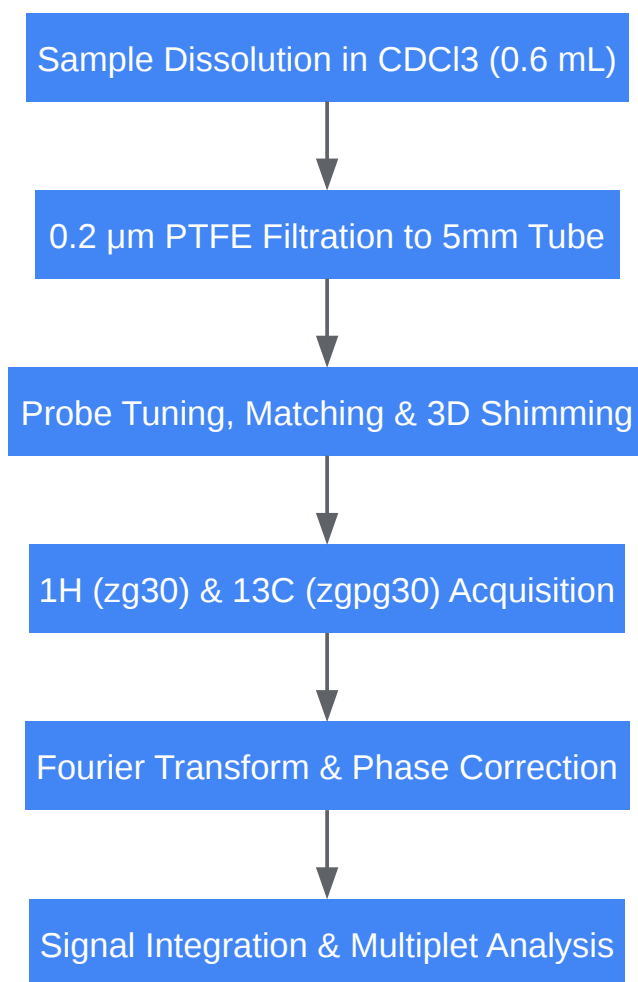 Sample Dissolution in CDCl3 (0.6 mL)
0.2 μm PTFE Filtration to 5mm Tube
Probe Tuning, Matching & 3D Shimming
1H (zg30) & 13C (zgpg30) Acquisition
Fourier Transform & Phase Correction
Signal Integration & Multiplet Analysis